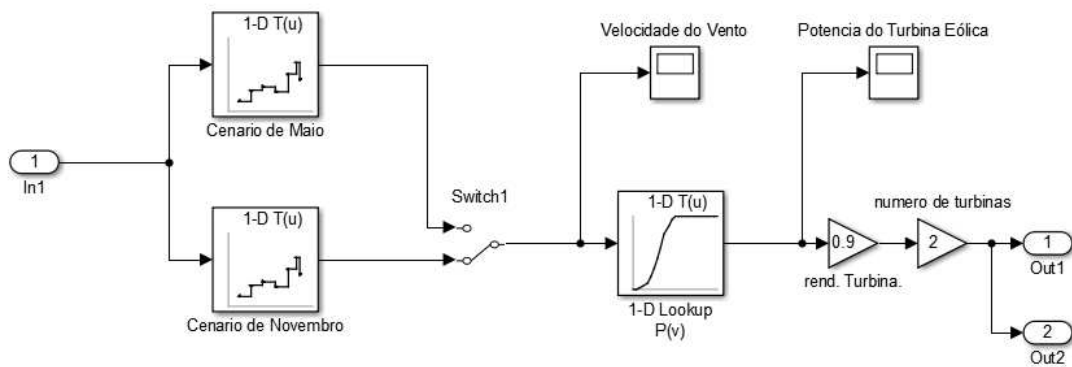 1-D T(u)
Cenario de Maio
1
In1
1-D T(u)
Cenario de Novembro
Switch1
Velocidade do Vento
1-D T(u)
1-D Lookup
P(v)
Potencia do Turbina Eólica
0.9
rend. Turbina.
numero de turbinas
2
1
Out1
2
Out2